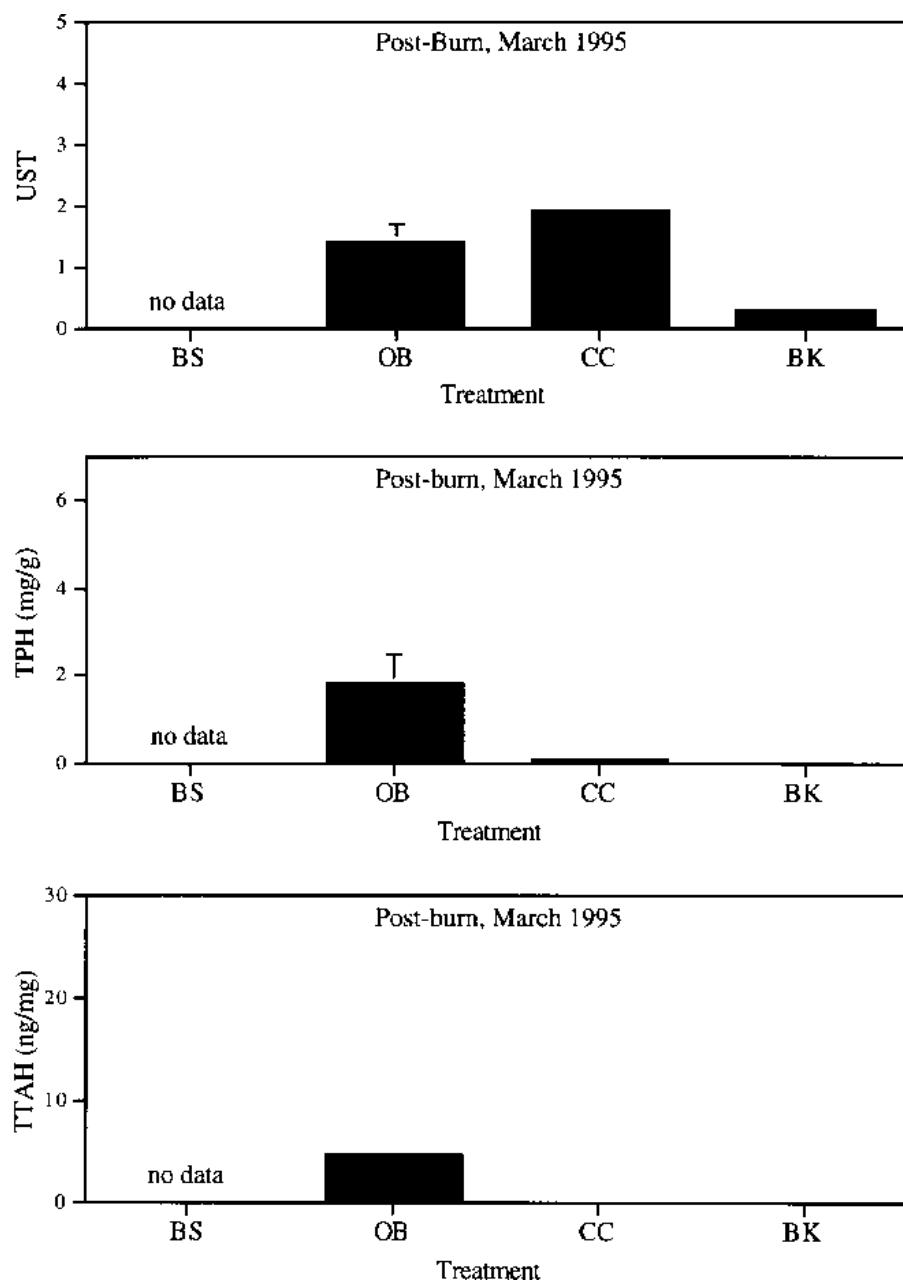 Post-Burn, March 1995
5
4
3
2
1
0
UST
no data
BS OB CC BK
Treatment
Post-burn, March 1995
6
4
2
0
TPH (mg/g)
no data
BS OB CC BK
Treatment
Post-burn, March 1995
30
20
10
0
TTAH (ng/mg)
no data
BS OB CC BK
Treatment